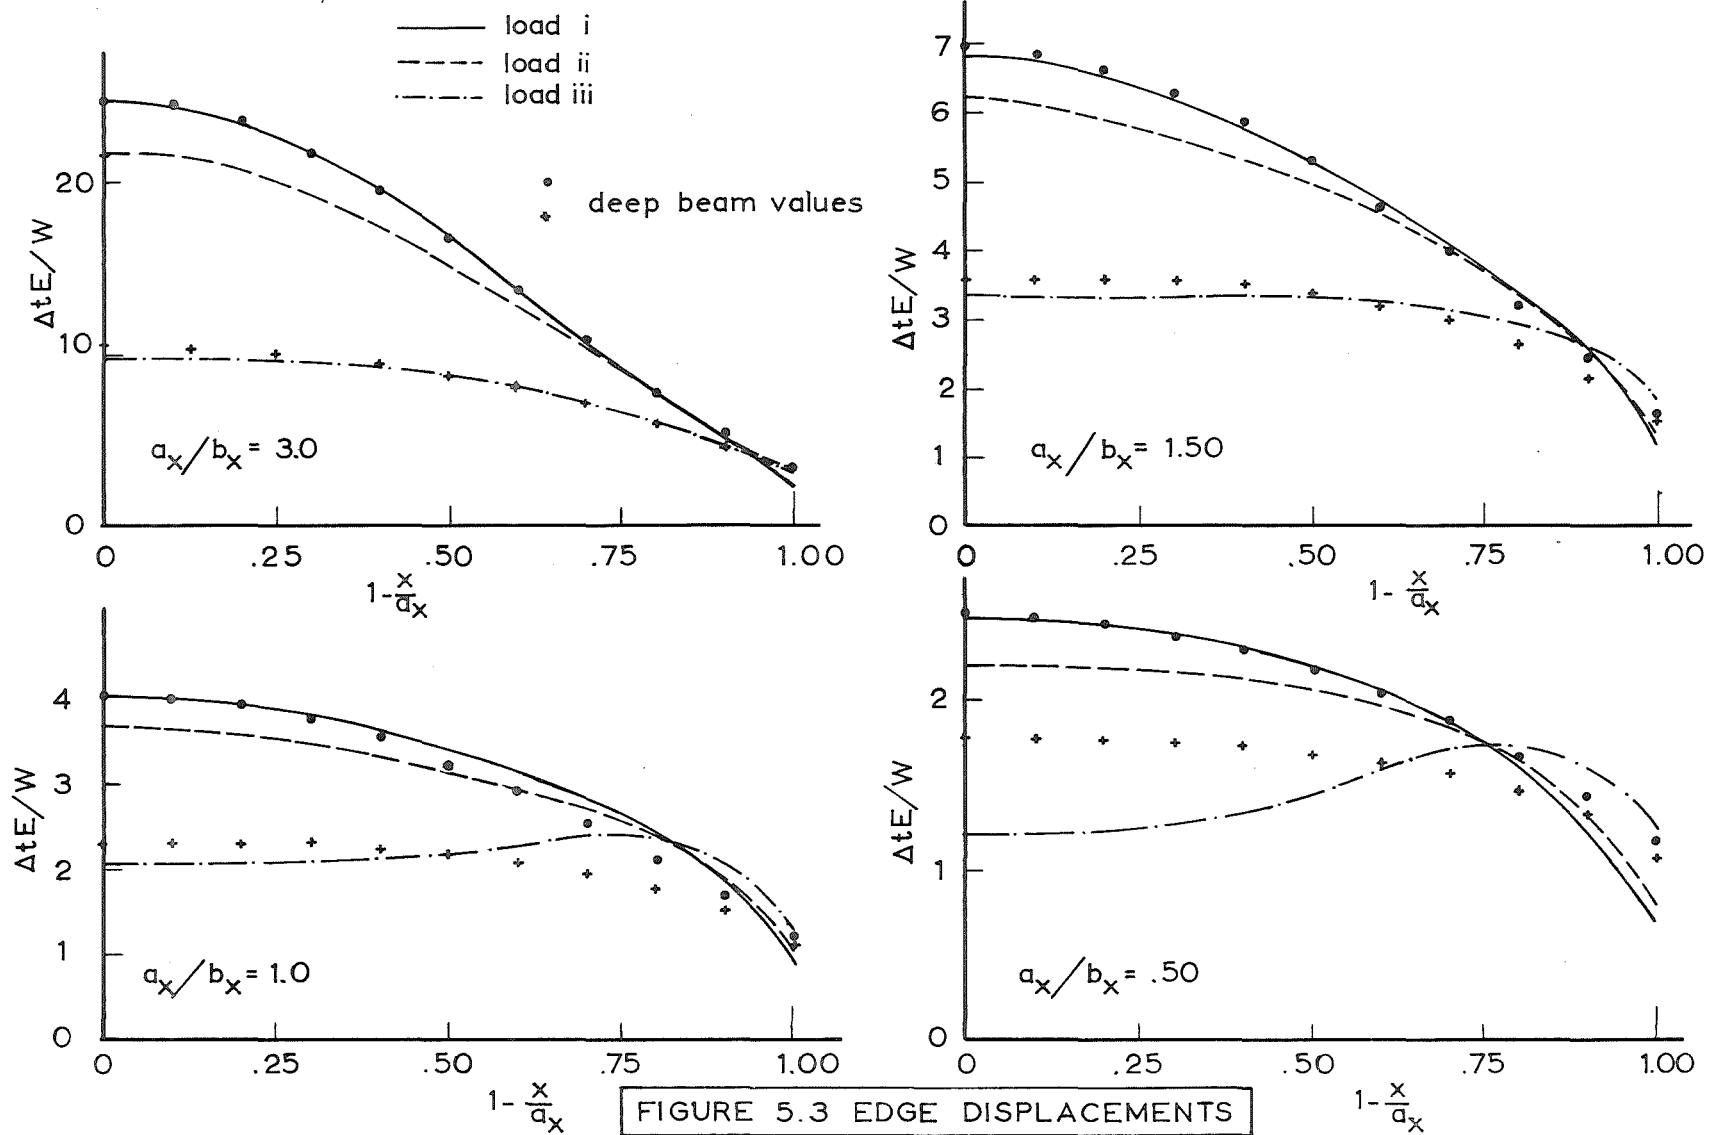 load i
load ii
load iii
deep beam values
20
10
0
ΔtE/W
a_x/b_x = 3.0
0 .25 .50 .75 1.00
1-x/a_x
7
6
5
4
3
2
1
0
ΔtE/W
a_x/b_x = 1.50
0 .25 .50 .75 1.00
1-x/a_x
4
3
2
1
0
ΔtE/W
a_x/b_x = 1.0
0 .25 .50 .75 1.00
1-x/a_x
2
1
0
ΔtE/W
a_x/b_x = .50
0 .25 .50 .75 1.00
1-x/a_x
FIGURE 5.3 EDGE DISPLACEMENTS